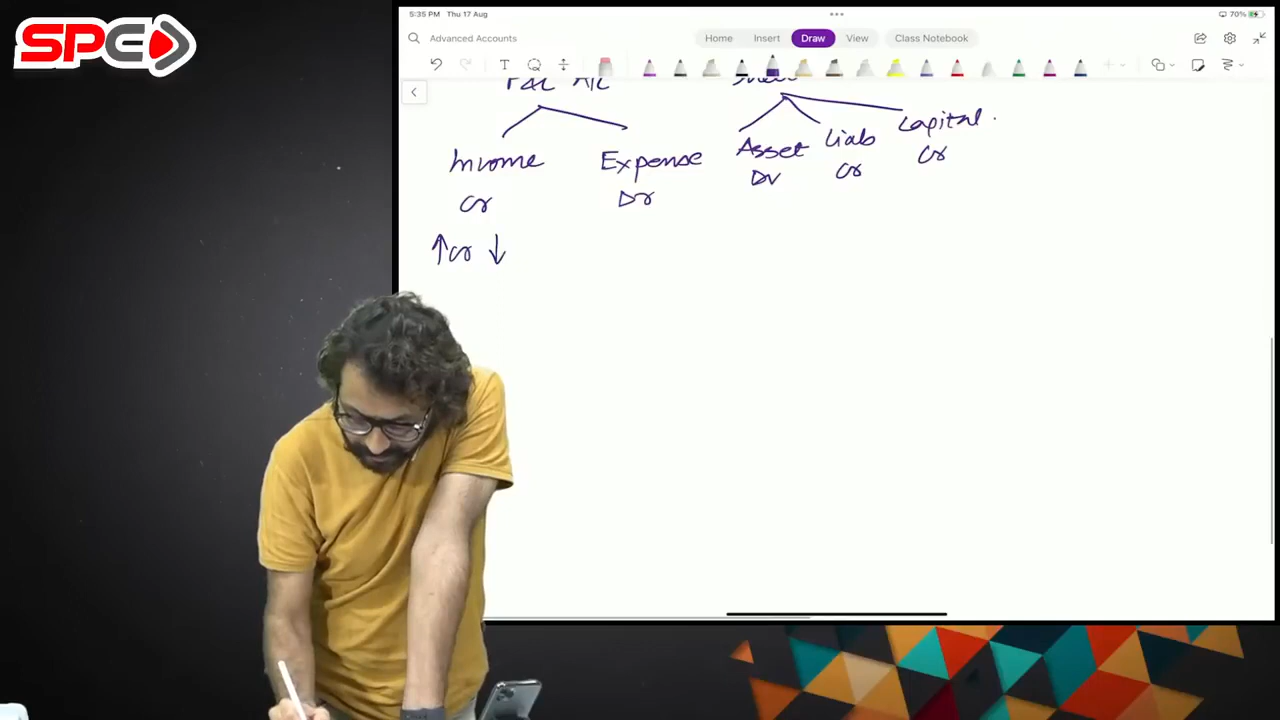 SPE
5:35 PM Thu 17 Aug
70%
Advanced Accounts
Home Insert Draw View Class Notebook
T
P&L A/C
Income Expense Asset Liab Capital.
Cr Dr Dr Cr Cr
↑ Cr ↓